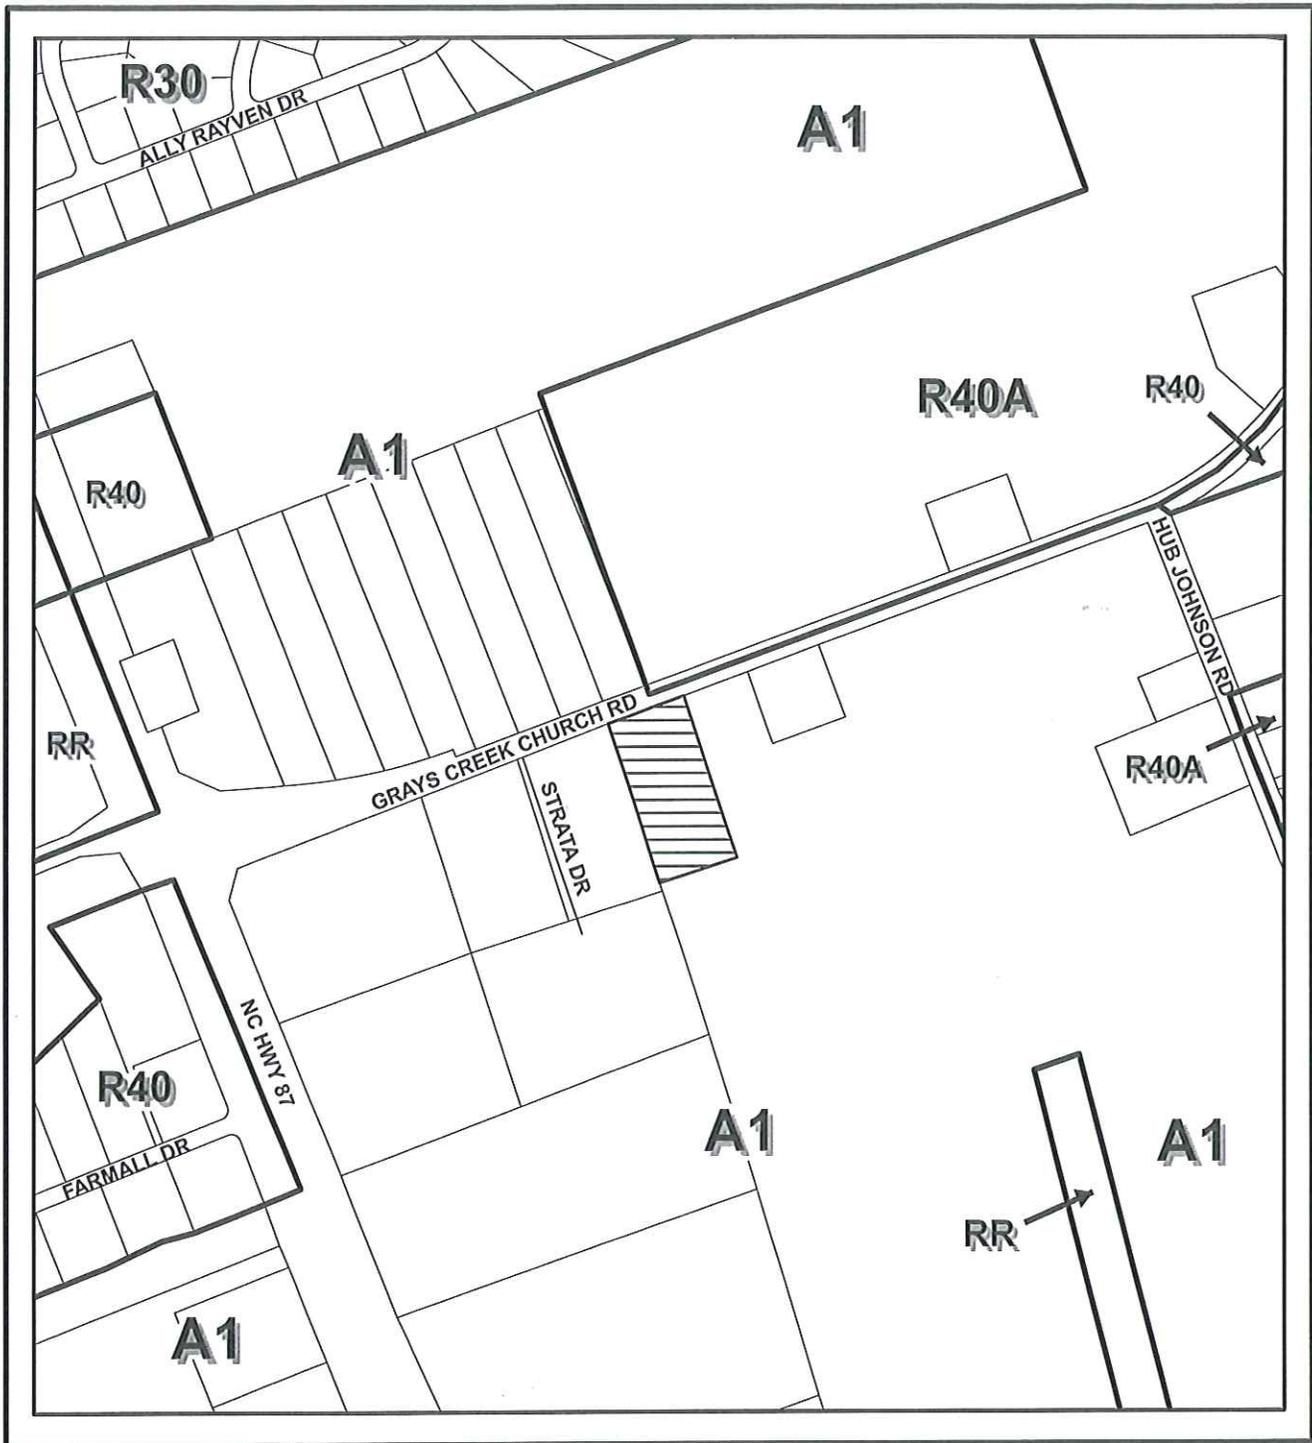 R30
ALLY RAYVEN DR
A1
R40A
R40
A1
R40
HUB JOHNSON RD
RR
GRAYS CREEK CHURCH RD
R40A
STRATA DR
NC HWY 87
R40
FARMALL DR
A1
A1
RR
A1